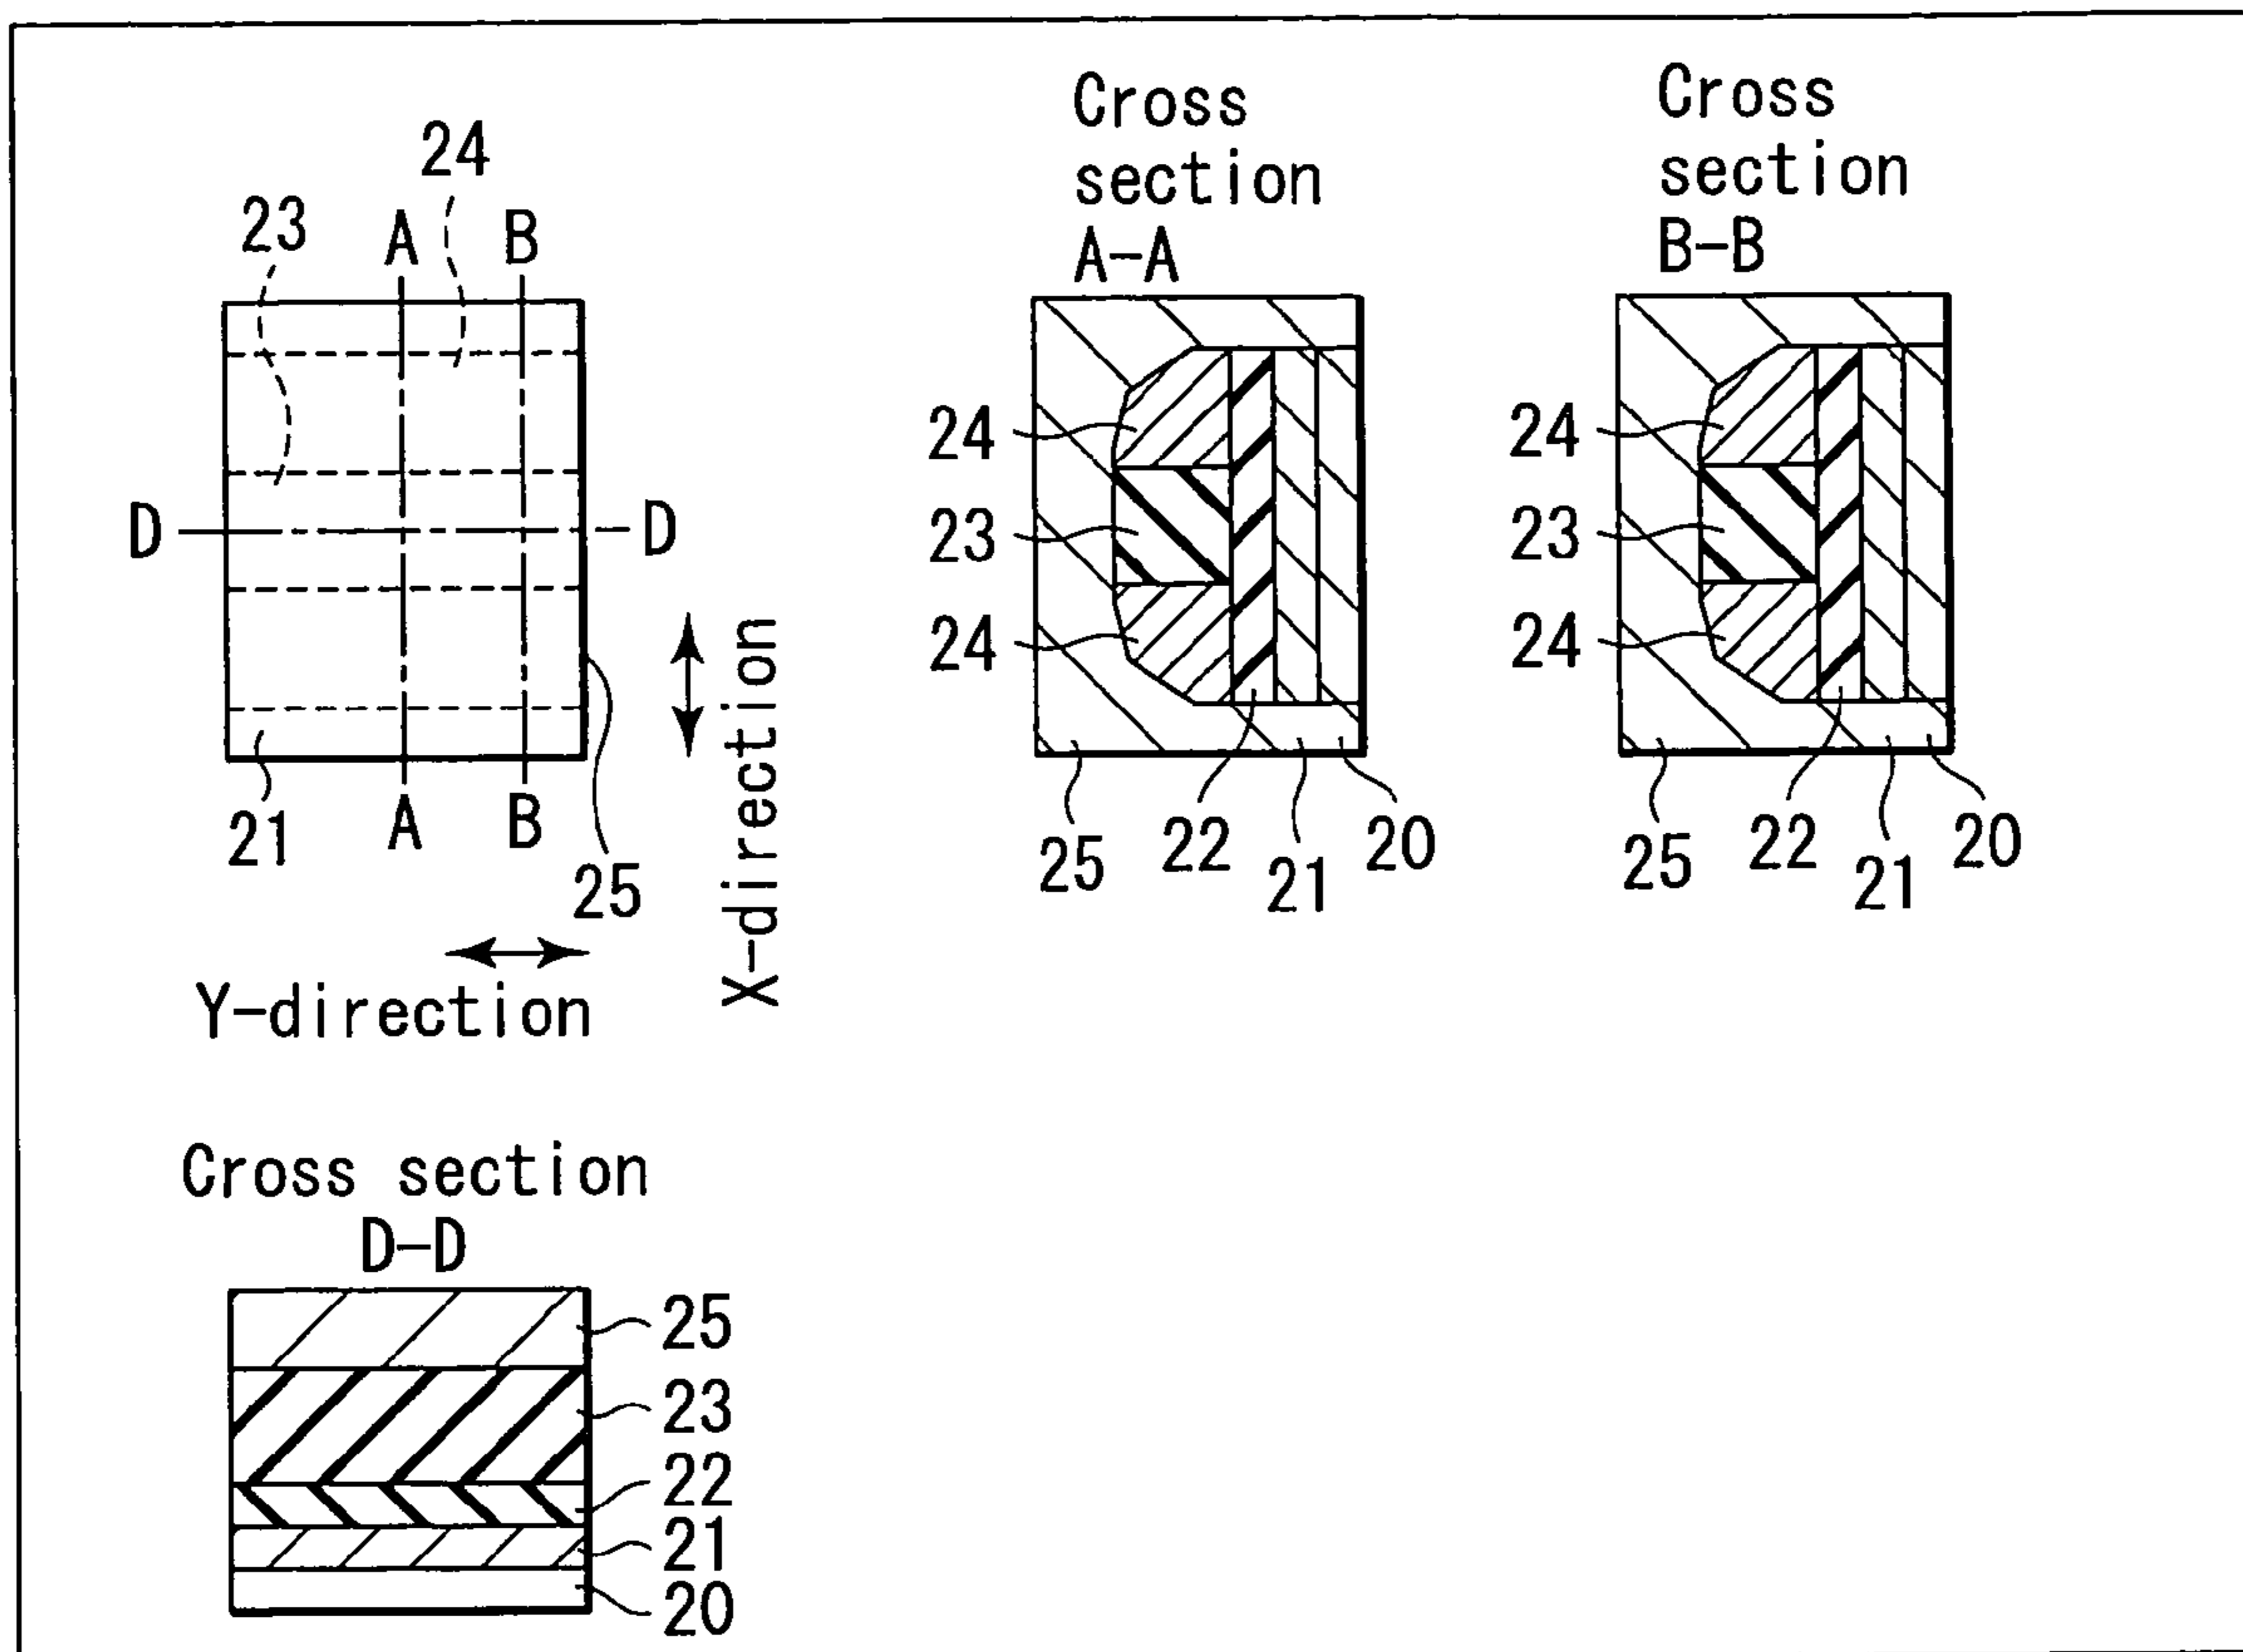 24
23
A
B
D
D
21
A
B
25
X-direction
Y-direction
Cross
section
A-A
24
23
24
25
22
21
20
Cross
section
B-B
24
23
24
25
22
21
20
Cross section
D-D
25
23
22
21
20